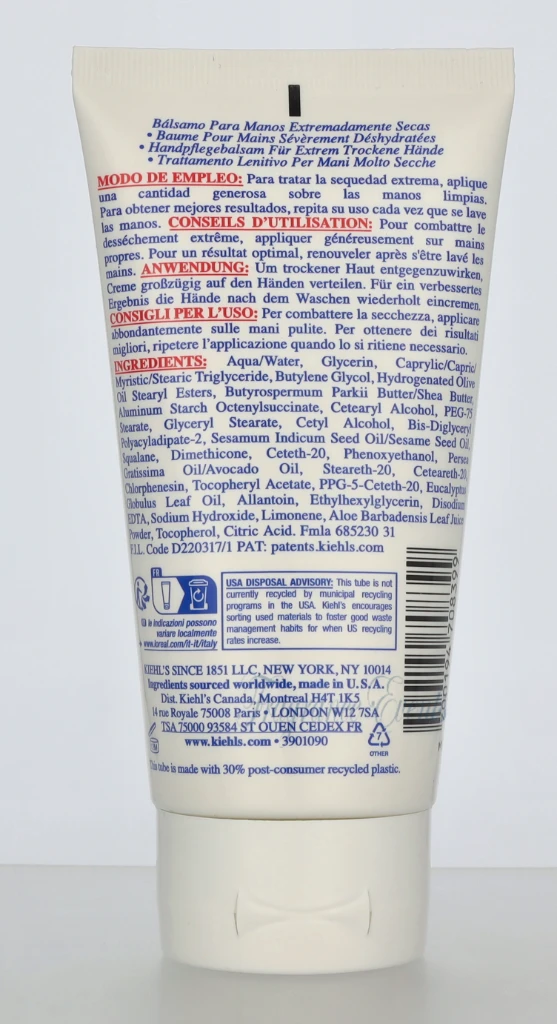 Bálsamo Para Manos Extremadamente Secas
• Baume Pour Mains Sévèrement Déshydratées
• Handpflegebalsam Für Extrem Trockene Hände
• Trattamento Lenitivo Per Mani Molto Secche
MODO DE EMPLEO: Para tratar la sequedad extrema, aplique
una cantidad generosa sobre las manos limpias.
Para obtener mejores resultados, repita su uso cada vez que se lave
las manos. CONSEILS D'UTILISATION: Pour combattre le
desséchement extrême, appliquer généreusement sur mains
propres. Pour un résultat optimal, renouveler après s'être lavé les
mains. ANWENDUNG: Um trockener Haut entgegenzuwirken,
Creme großzügig auf den Händen verteilen. Für ein verbessertes
Ergebnis die Hände nach dem Waschen wiederholt eincremen.
CONSIGLI PER L'USO: Per combattere la secchezza, applicare
abbondantemente sulle mani pulite. Per ottenere dei risultati
migliori, ripetere l'applicazione quando lo si ritiene necessario.
INGREDIENTS: Aqua/Water, Glycerin, Caprylic/Capric/
Myristic/Stearic Triglyceride, Butylene Glycol, Hydrogenated Olive
Oil Stearyl Esters, Butyrospermum Parkii Butter/Shea Butter,
Aluminum Starch Octenylsuccinate, Cetearyl Alcohol, PEG-75
Stearate, Glyceryl Stearate, Cetyl Alcohol, Bis-Diglyceryl
Polyacyladipate-2, Sesamum Indicum Seed Oil/Sesame Seed Oil,
Squalane, Dimethicone, Ceteth-20, Phenoxyethanol, Persea
Gratissima Oil/Avocado Oil, Steareth-20, Ceteareth-20,
Chlorphenesin, Tocopheryl Acetate, PPG-5-Ceteth-20, Eucalyptus
Globulus Leaf Oil, Allantoin, Ethylhexylglycerin, Disodium
EDTA, Sodium Hydroxide, Limonene, Aloe Barbadensis Leaf Juice
Powder, Tocopherol, Citric Acid. Fmla 685230 31
F.I.L. Code D220317/1 PAT: patents.kiehls.com
FR
le indicazioni possono
variare localmente
www.loreal.com/it-it/italy
USA DISPOSAL ADVISORY: This tube is not
currently recycled by municipal recycling
programs in the USA. Kiehl's encourages
sorting used materials to foster good waste
management habits for when US recycling
rates increase.
KIEHL'S SINCE 1851 LLC, NEW YORK, NY 10014
Ingredients sourced worldwide, made in U.S.A.
Dist. Kiehl's Canada, Montreal H4T 1K5
14 rue Royale 75008 Paris • LONDON W12 7SA
TSA 75000 93584 ST OUEN CEDEX FR
www.kiehls.com • 3901090
7
OTHER
This tube is made with 30% post-consumer recycled plastic.